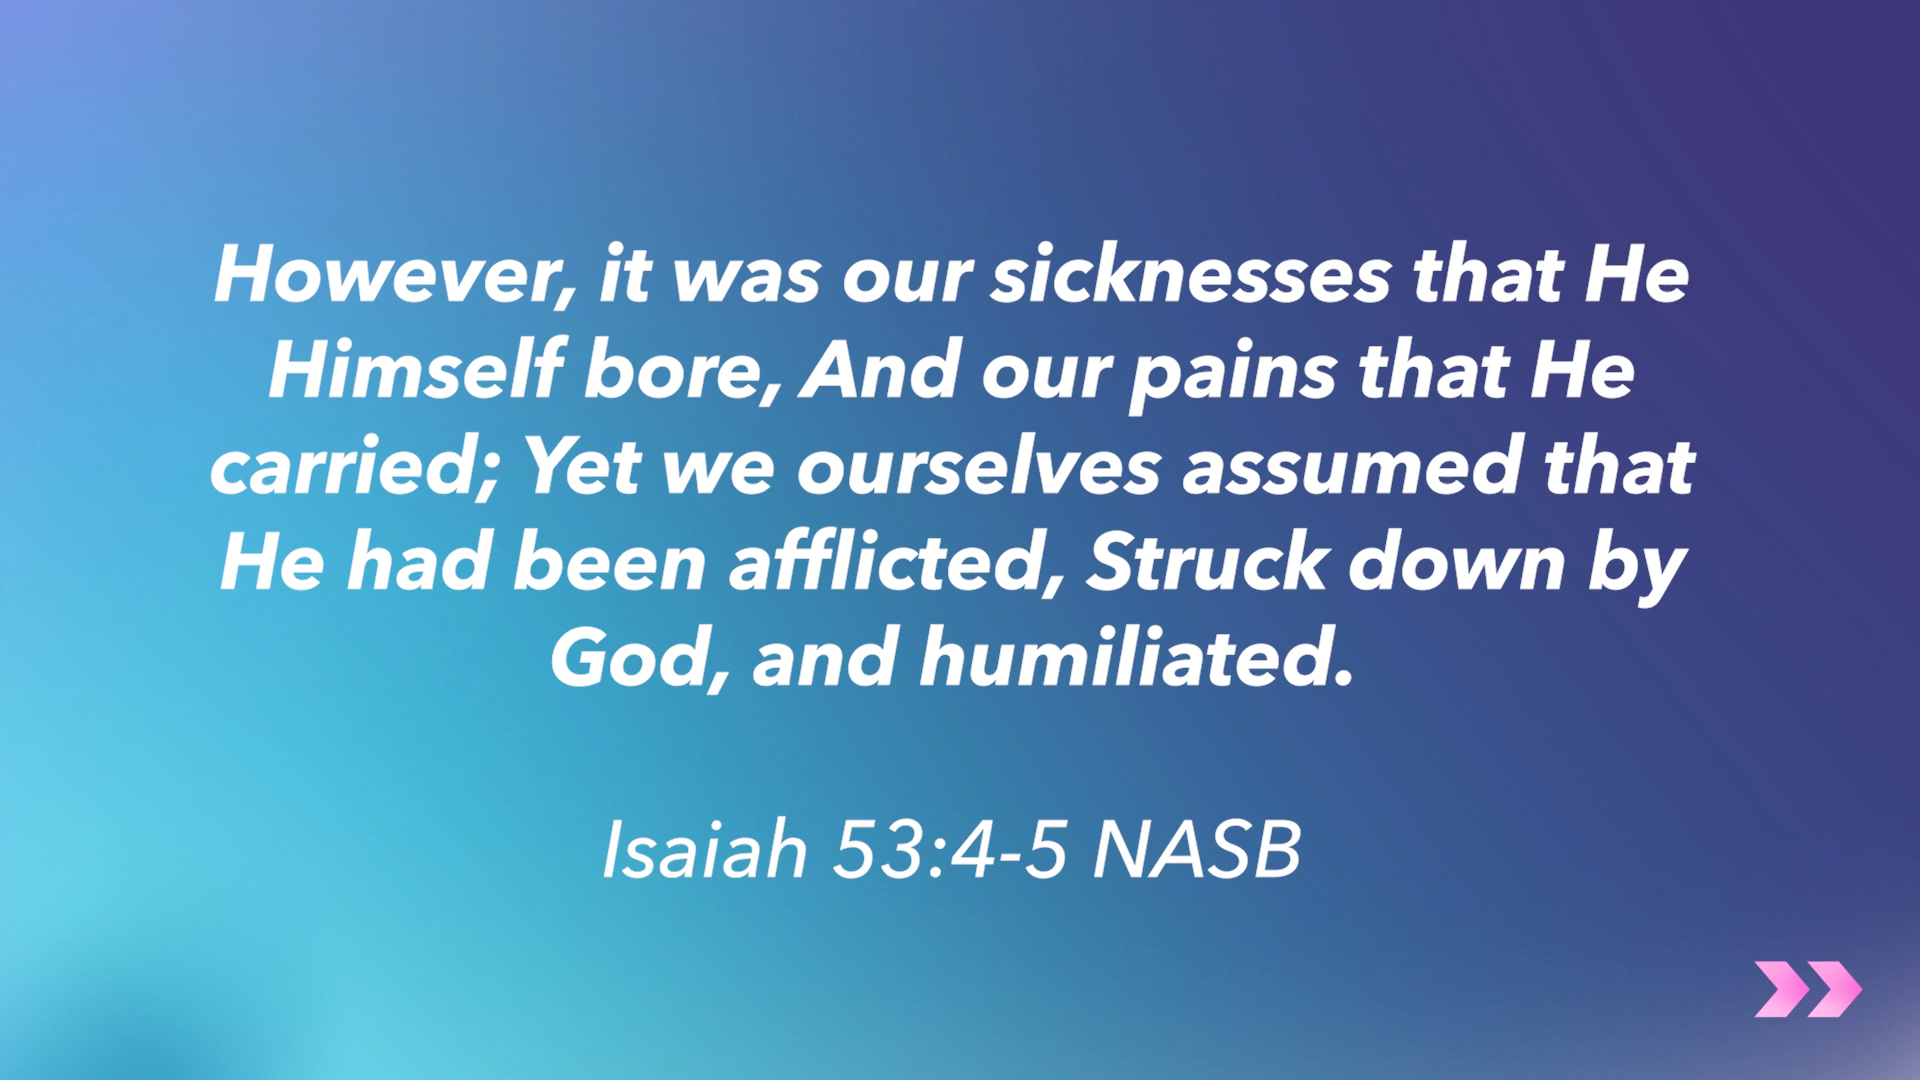 However, it was our sicknesses that He
Himself bore, And our pains that He
carried; Yet we ourselves assumed that
He had been afflicted, Struck down by
God, and humiliated.
Isaiah 53:4-5 NASB